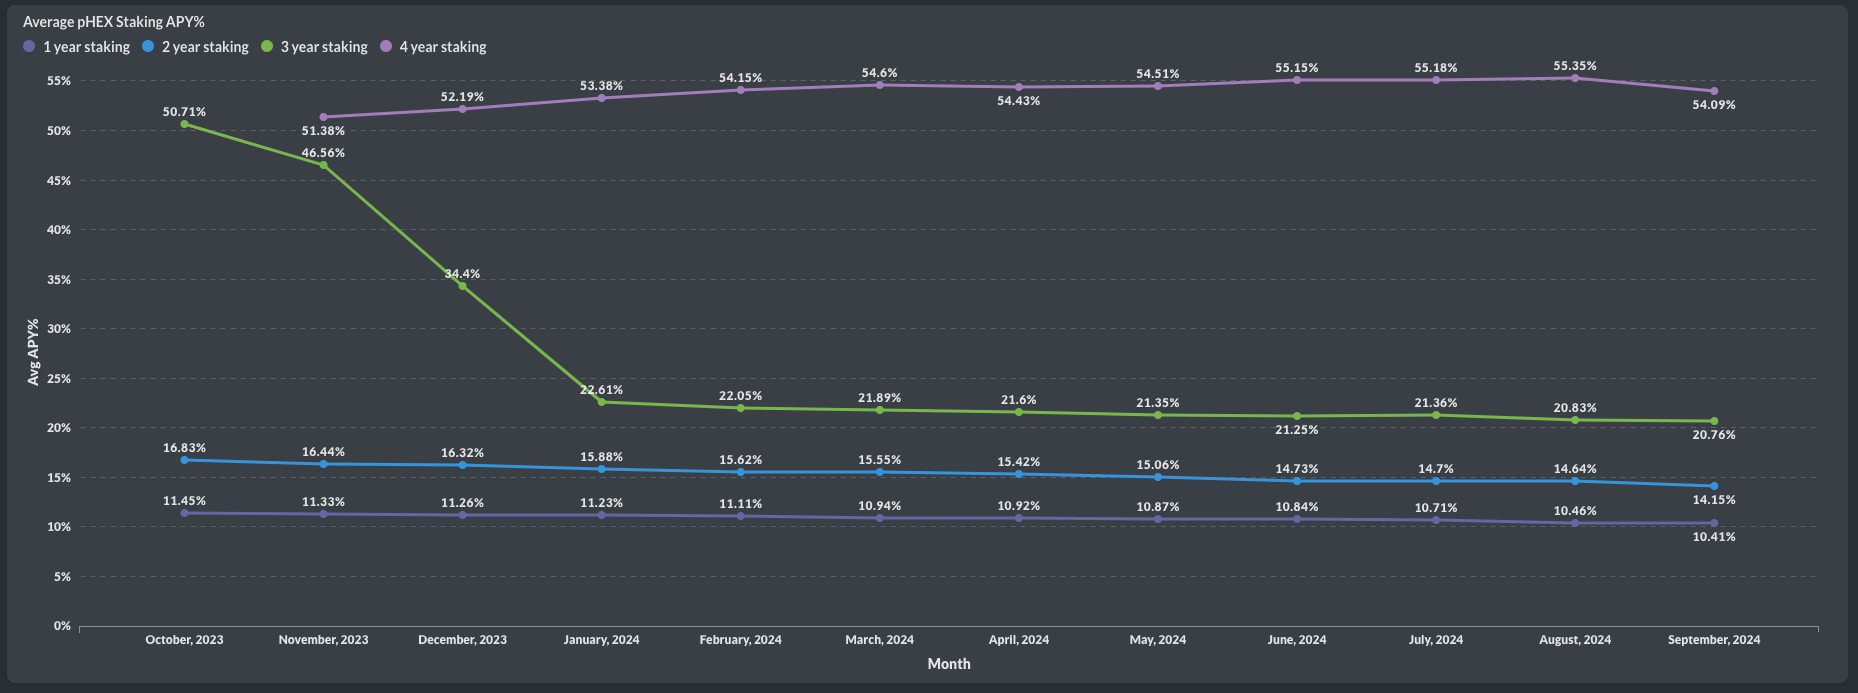 Average pHEX Staking APY%
1 year staking 2 year staking 3 year staking 4 year staking
55%
50%
45%
40%
35%
30%
25%
20%
15%
10%
5%
0%
Avg APY%
51.38% 52.19% 53.38% 54.15% 54.6% 54.43% 54.51% 55.15% 55.18% 55.35% 54.09%
50.71% 46.56% 34.4% 22.61% 22.05% 21.89% 21.6% 21.35% 21.25% 21.36% 20.83% 20.76%
16.83% 16.44% 16.32% 15.88% 15.62% 15.55% 15.42% 15.06% 14.73% 14.7% 14.64% 14.15%
11.45% 11.33% 11.26% 11.23% 11.11% 10.94% 10.92% 10.87% 10.84% 10.71% 10.46% 10.41%
October, 2023 November, 2023 December, 2023 January, 2024 February, 2024 March, 2024 April, 2024 May, 2024 June, 2024 July, 2024 August, 2024 September, 2024
Month